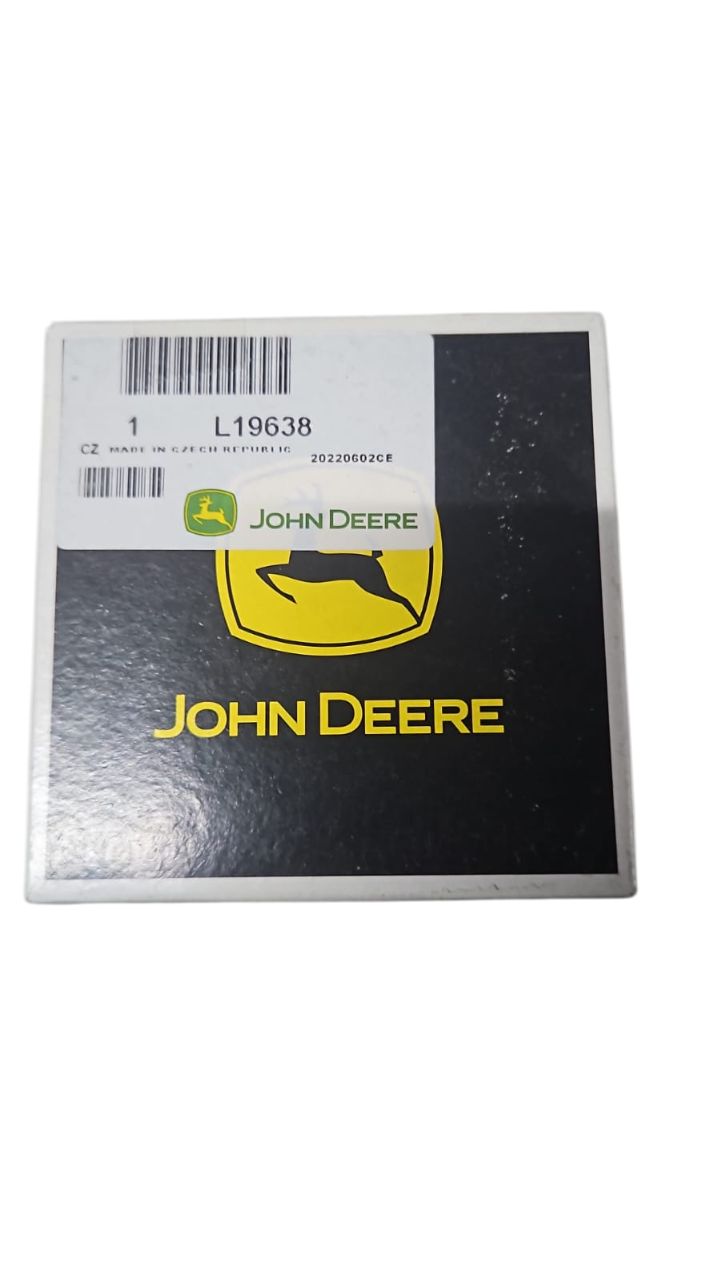 1 L19638
CZ MADE IN CZECH REPUBLIC
20220602CE
JOHN DEERE
JOHN DEERE